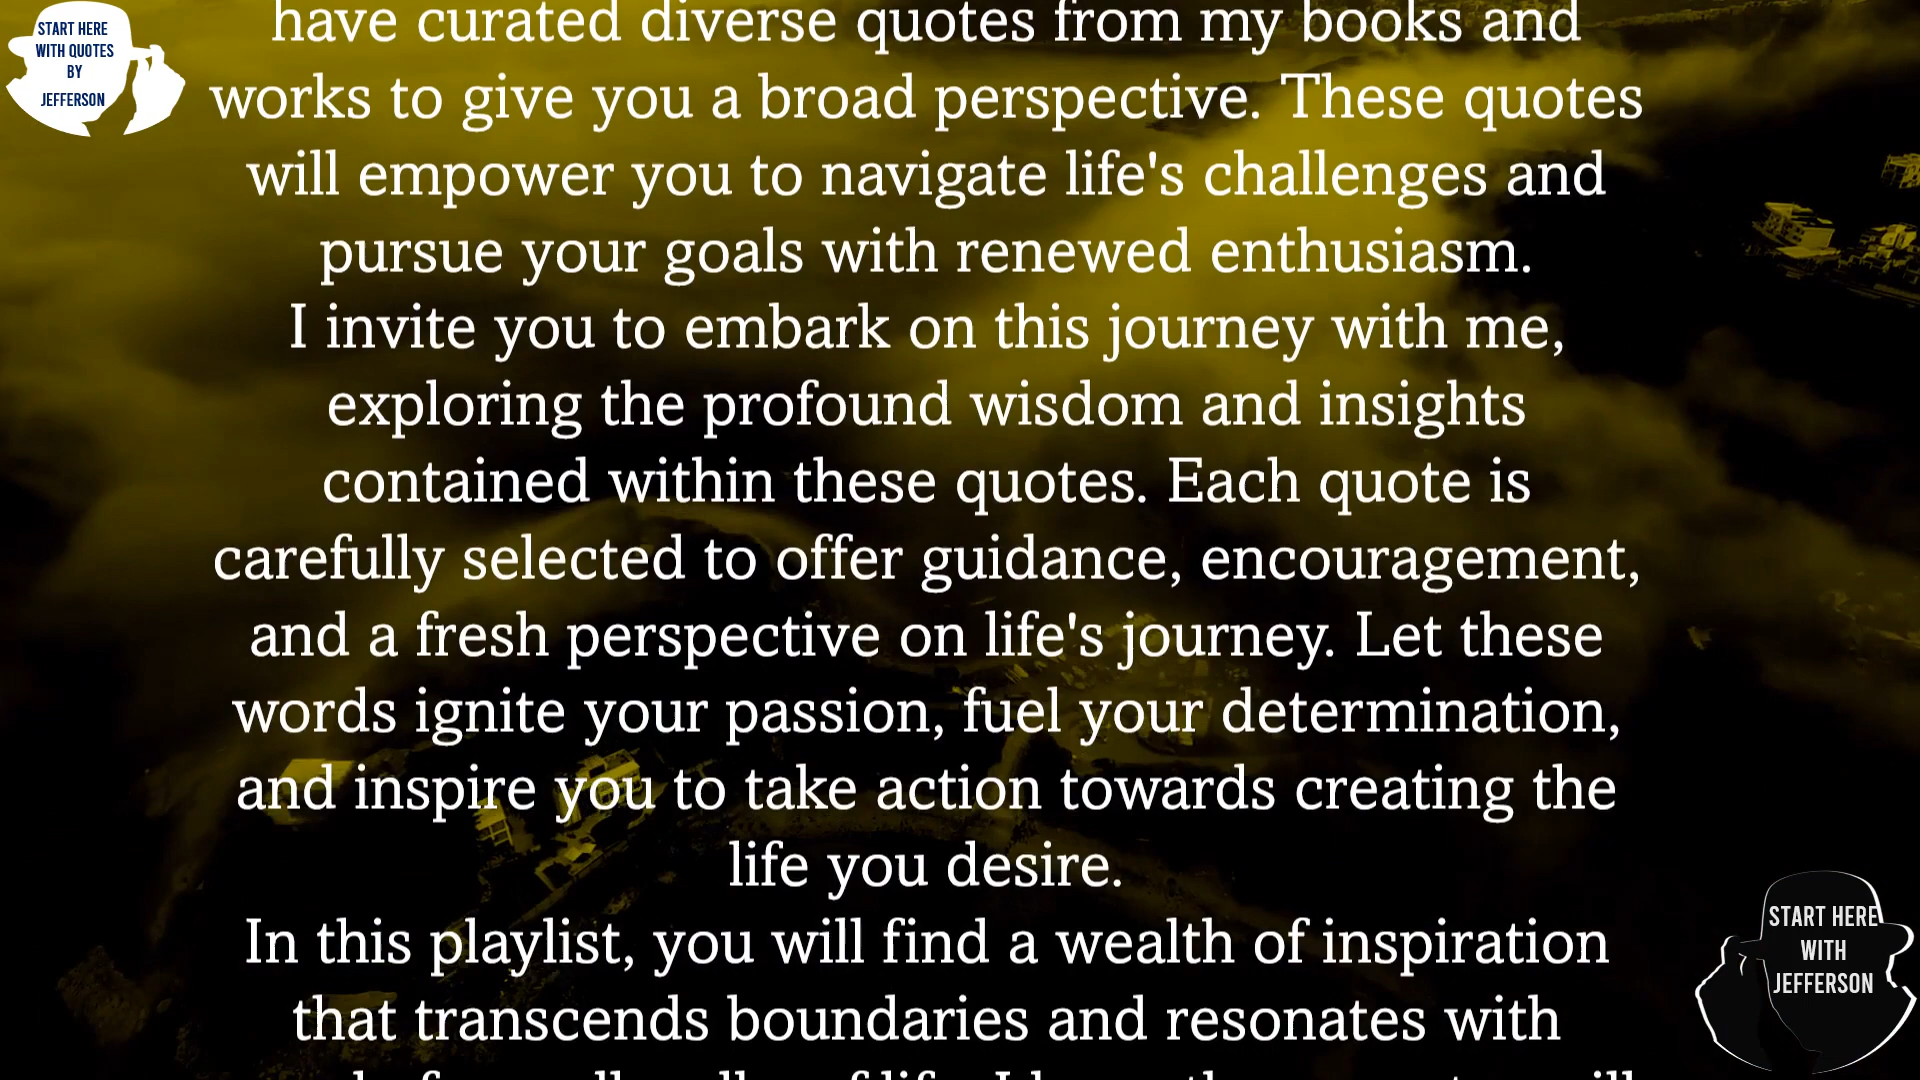 START HERE
WITH QUOTES
BY
JEFFERSON
have curated diverse quotes from my books and
works to give you a broad perspective. These quotes
will empower you to navigate life's challenges and
pursue your goals with renewed enthusiasm.
I invite you to embark on this journey with me,
exploring the profound wisdom and insights
contained within these quotes. Each quote is
carefully selected to offer guidance, encouragement,
and a fresh perspective on life's journey. Let these
words ignite your passion, fuel your determination,
and inspire you to take action towards creating the
life you desire.
In this playlist, you will find a wealth of inspiration
that transcends boundaries and resonates with
START HERE
WITH
JEFFERSON